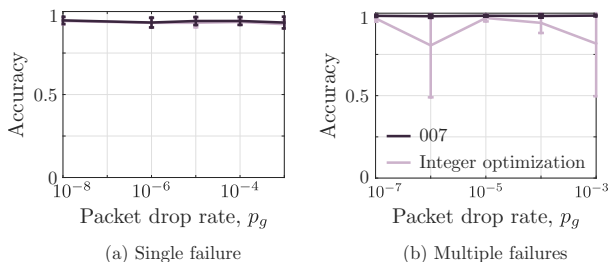 1
0.5
0
Accuracy
10⁻⁸
10⁻⁶
10⁻⁴
Packet drop rate, p_g
(a) Single failure
1
0.5
0
Accuracy
007
Integer optimization
10⁻⁷
10⁻⁵
10⁻³
Packet drop rate, p_g
(b) Multiple failures